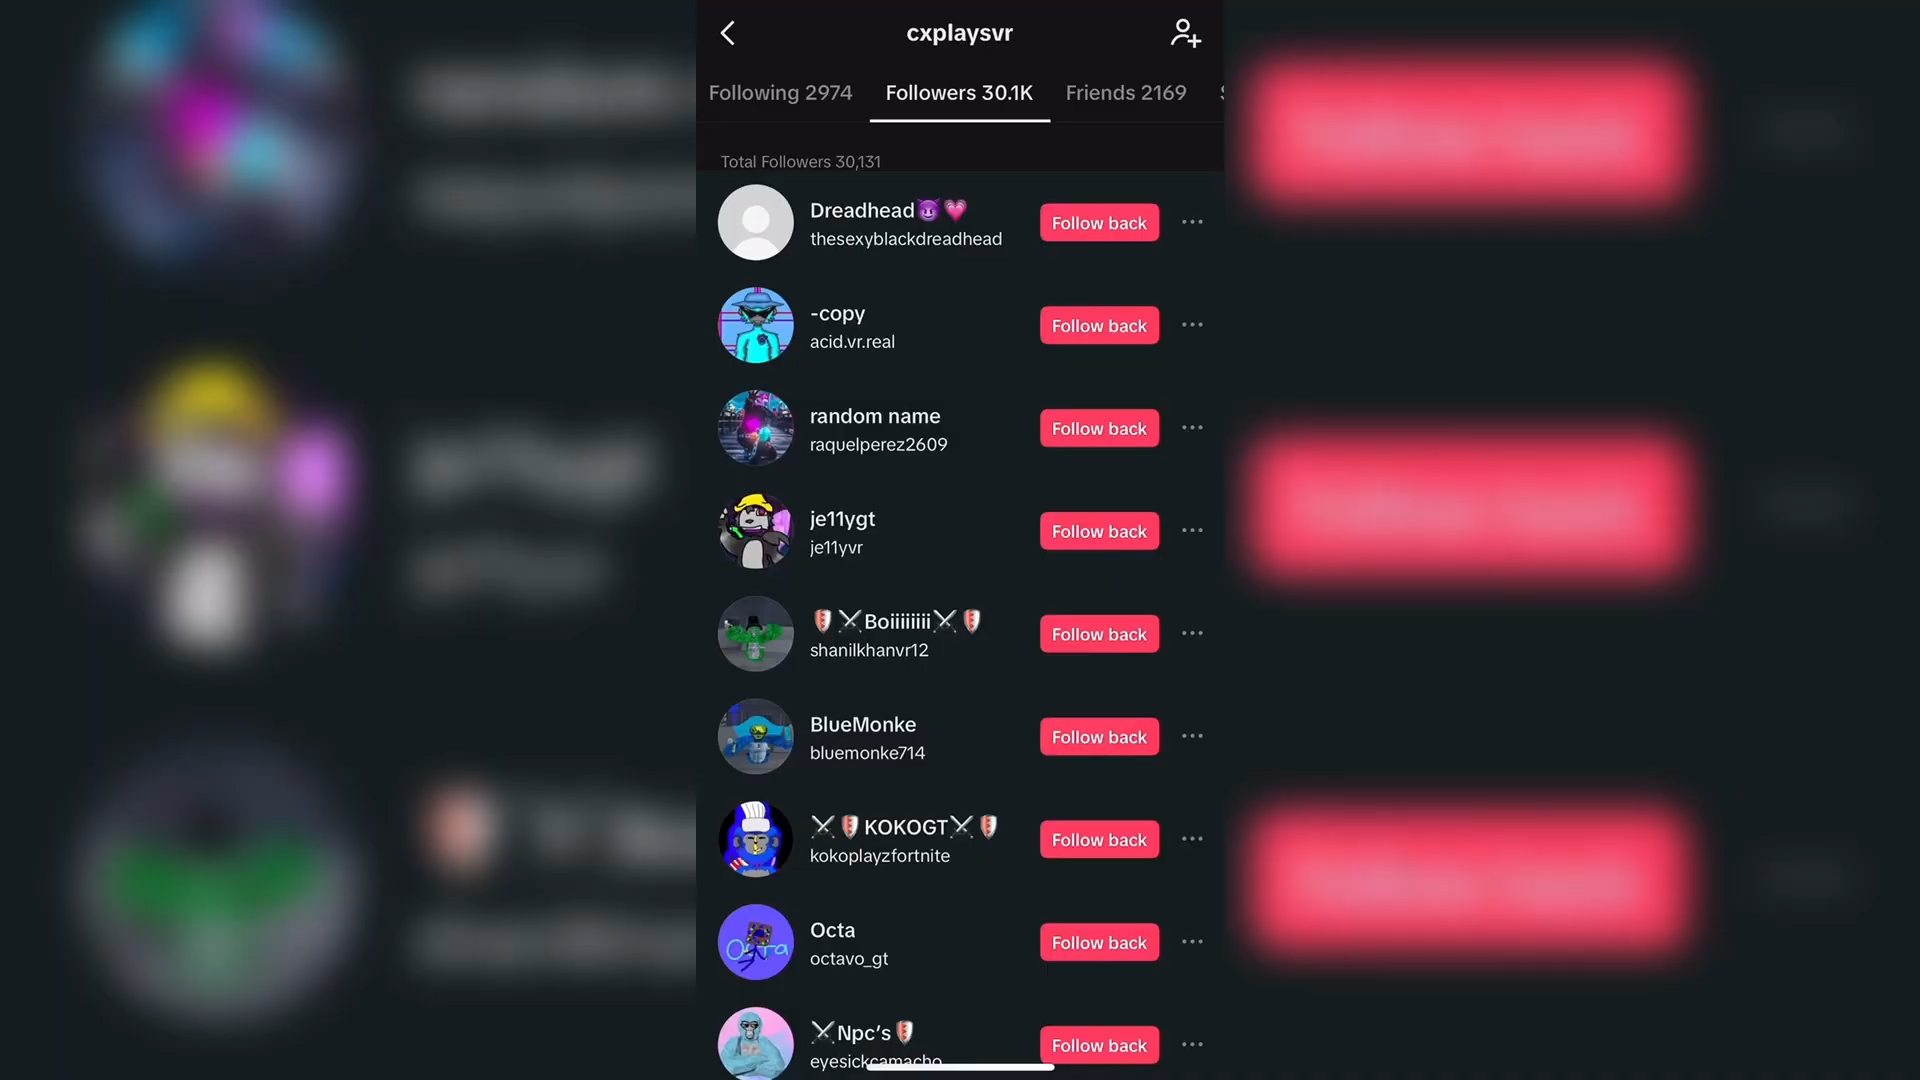 cxplaysvr
Following 2974 Followers 30.1K Friends 2169
Total Followers 30,131
Dreadhead😈💗
thesexyblackdreadhead
Follow back
-copy
acid.vr.real
Follow back
random name
raquelperez2609
Follow back
je11ygt
je11yvr
Follow back
🛡️⚔️Boiiiiiiii⚔️🛡️
shanilkhanvr12
Follow back
BlueMonke
bluemonke714
Follow back
⚔️🛡️KOKOGT⚔️🛡️
kokoplayzfortnite
Follow back
Octa
octavo_gt
Follow back
Octa
⚔️Npc’s🛡️
eyesickcamacho
Follow back